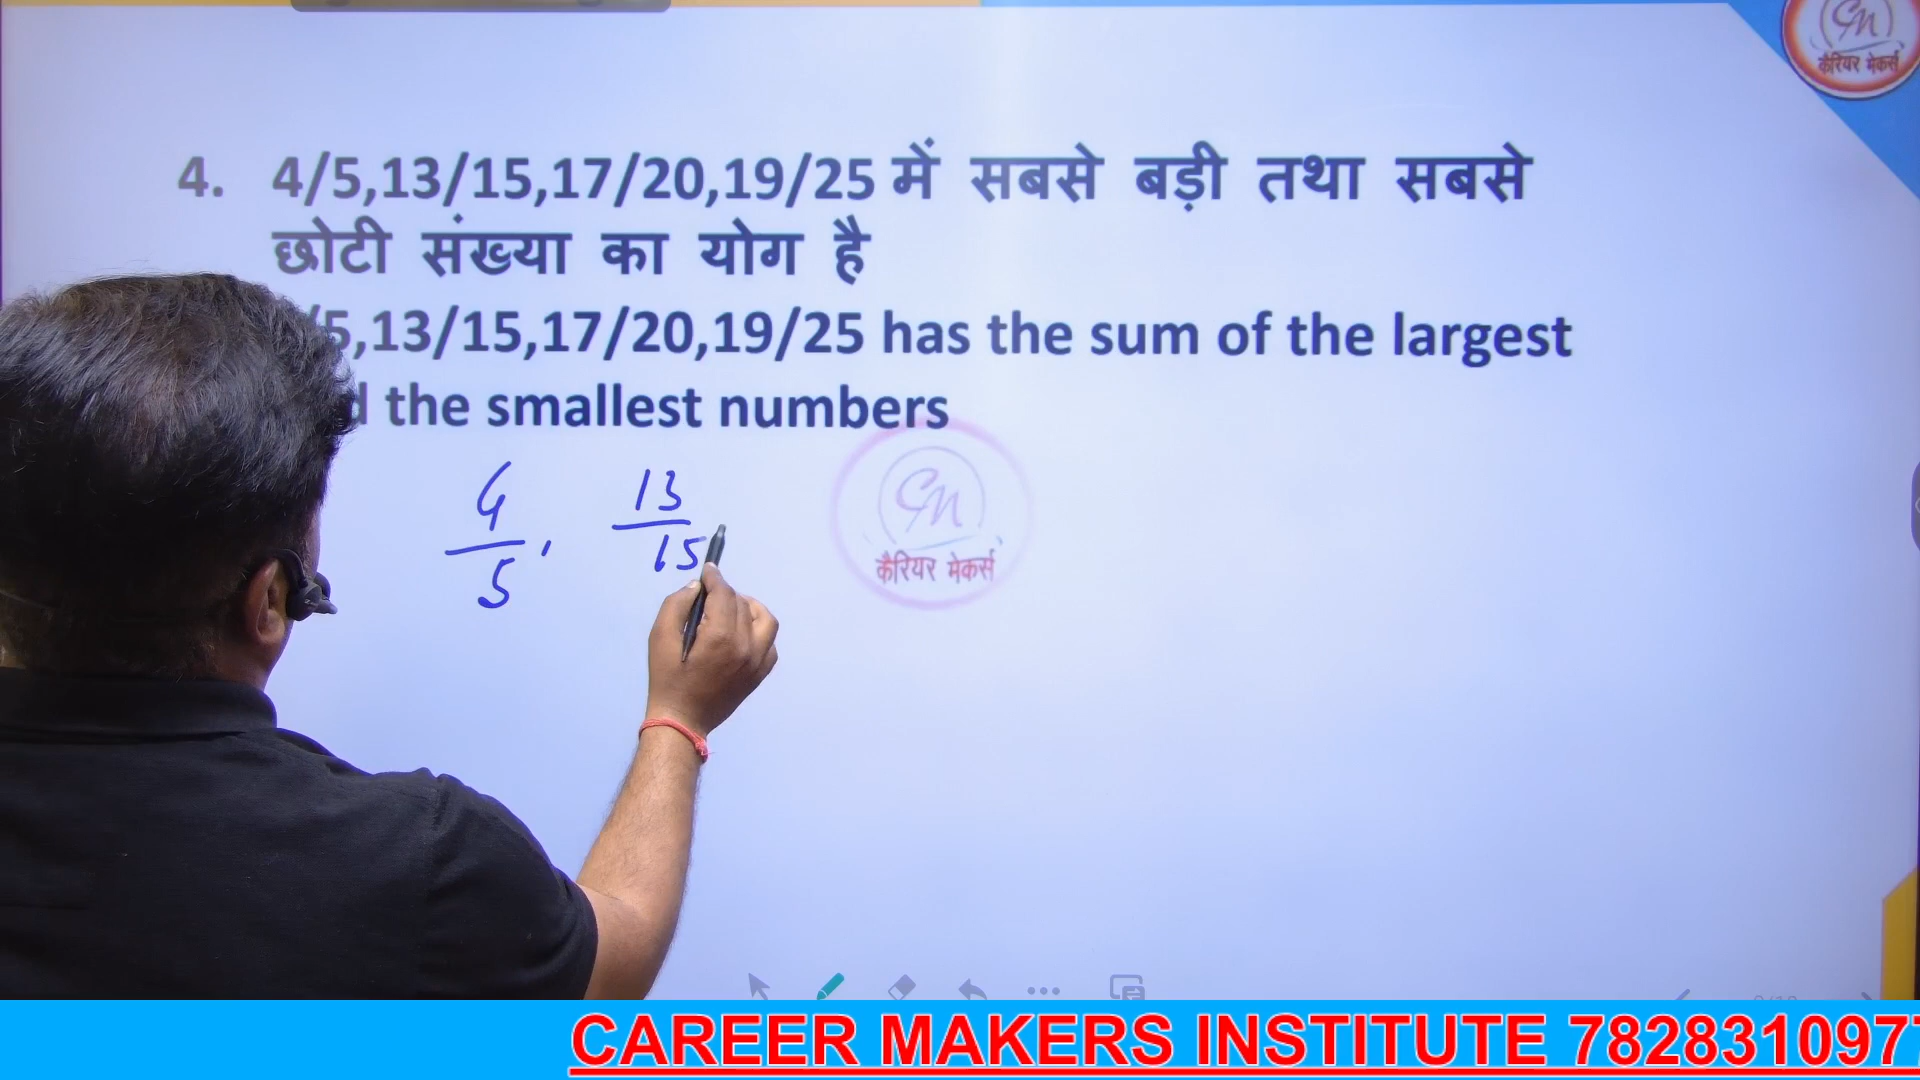 कैरियर मेकर्स
4. 4/5,13/15,17/20,19/25 में सबसे बड़ी तथा सबसे
छोटी संख्या का योग है
/5,13/15,17/20,19/25 has the sum of the largest
d the smallest numbers
4/5, 13/15
कैरियर मेकर्स
CAREER MAKERS INSTITUTE 782831097